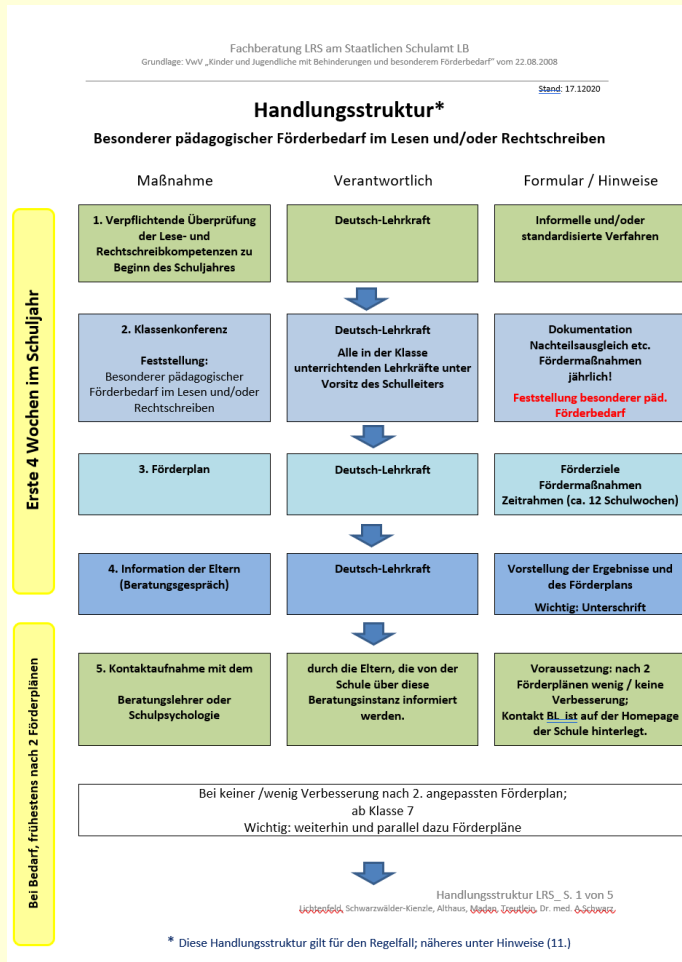 Fachberatung LRS am Staatlichen Schulamt LB
Grundlage: VwV „Kinder und Jugendliche mit Behinderungen und besonderem Förderbedarf" vom 22.08.2008
Stand: 17.12020
Handlungsstruktur*
Besonderer pädagogischer Förderbedarf im Lesen und/oder Rechtschreiben
Maßnahme
Verantwortlich
Formular / Hinweise
Erste 4 Wochen im Schuljahr
1. Verpflichtende Überprüfung
der Lese- und
Rechtschreibkompetenzen zu
Beginn des Schuljahres
Deutsch-Lehrkraft
Informelle und/oder
standardisierte Verfahren
2. Klassenkonferenz
Feststellung:
Besonderer pädagogischer
Förderbedarf im Lesen und/oder
Rechtschreiben
Deutsch-Lehrkraft
Alle in der Klasse
unterrichtenden Lehrkräfte unter
Vorsitz des Schulleiters
Dokumentation
Nachteilsausgleich etc.
Fördermaßnahmen
jährlich!
Feststellung besonderer päd.
Förderbedarf
3. Förderplan
Deutsch-Lehrkraft
Förderziele
Fördermaßnahmen
Zeitrahmen (ca. 12 Schulwochen)
4. Information der Eltern
(Beratungsgespräch)
Deutsch-Lehrkraft
Vorstellung der Ergebnisse und
des Förderplans
Wichtig: Unterschrift
Bei Bedarf, frühestens nach 2 Förderplänen
5. Kontaktaufnahme mit dem
Beratungslehrer oder
Schulpsychologie
durch die Eltern, die von der
Schule über diese
Beratungsinstanz informiert
werden.
Voraussetzung: nach 2
Förderplänen wenig / keine
Verbesserung;
Kontakt BL ist auf der Homepage
der Schule hinterlegt.
Bei keiner /wenig Verbesserung nach 2. angepassten Förderplan;
ab Klasse 7
Wichtig: weiterhin und parallel dazu Förderpläne
Handlungsstruktur LRS_ S. 1 von 5
Lichtenfeld, Schwarzwälder-Kienzle, Althaus, Maden, Treutlein, Dr. med. A.Schwarz
* Diese Handlungsstruktur gilt für den Regelfall; näheres unter Hinweise (11.)